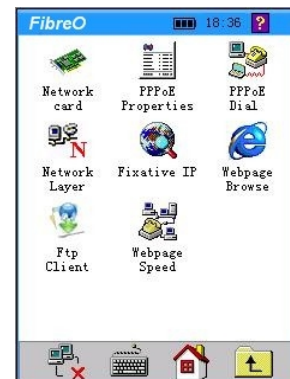 FibreO 18:36 ?
Network card
PPPoE Properties
PPPoE Dial
Network Layer
Fixative IP
Webpage Browse
Ftp Client
Webpage Speed